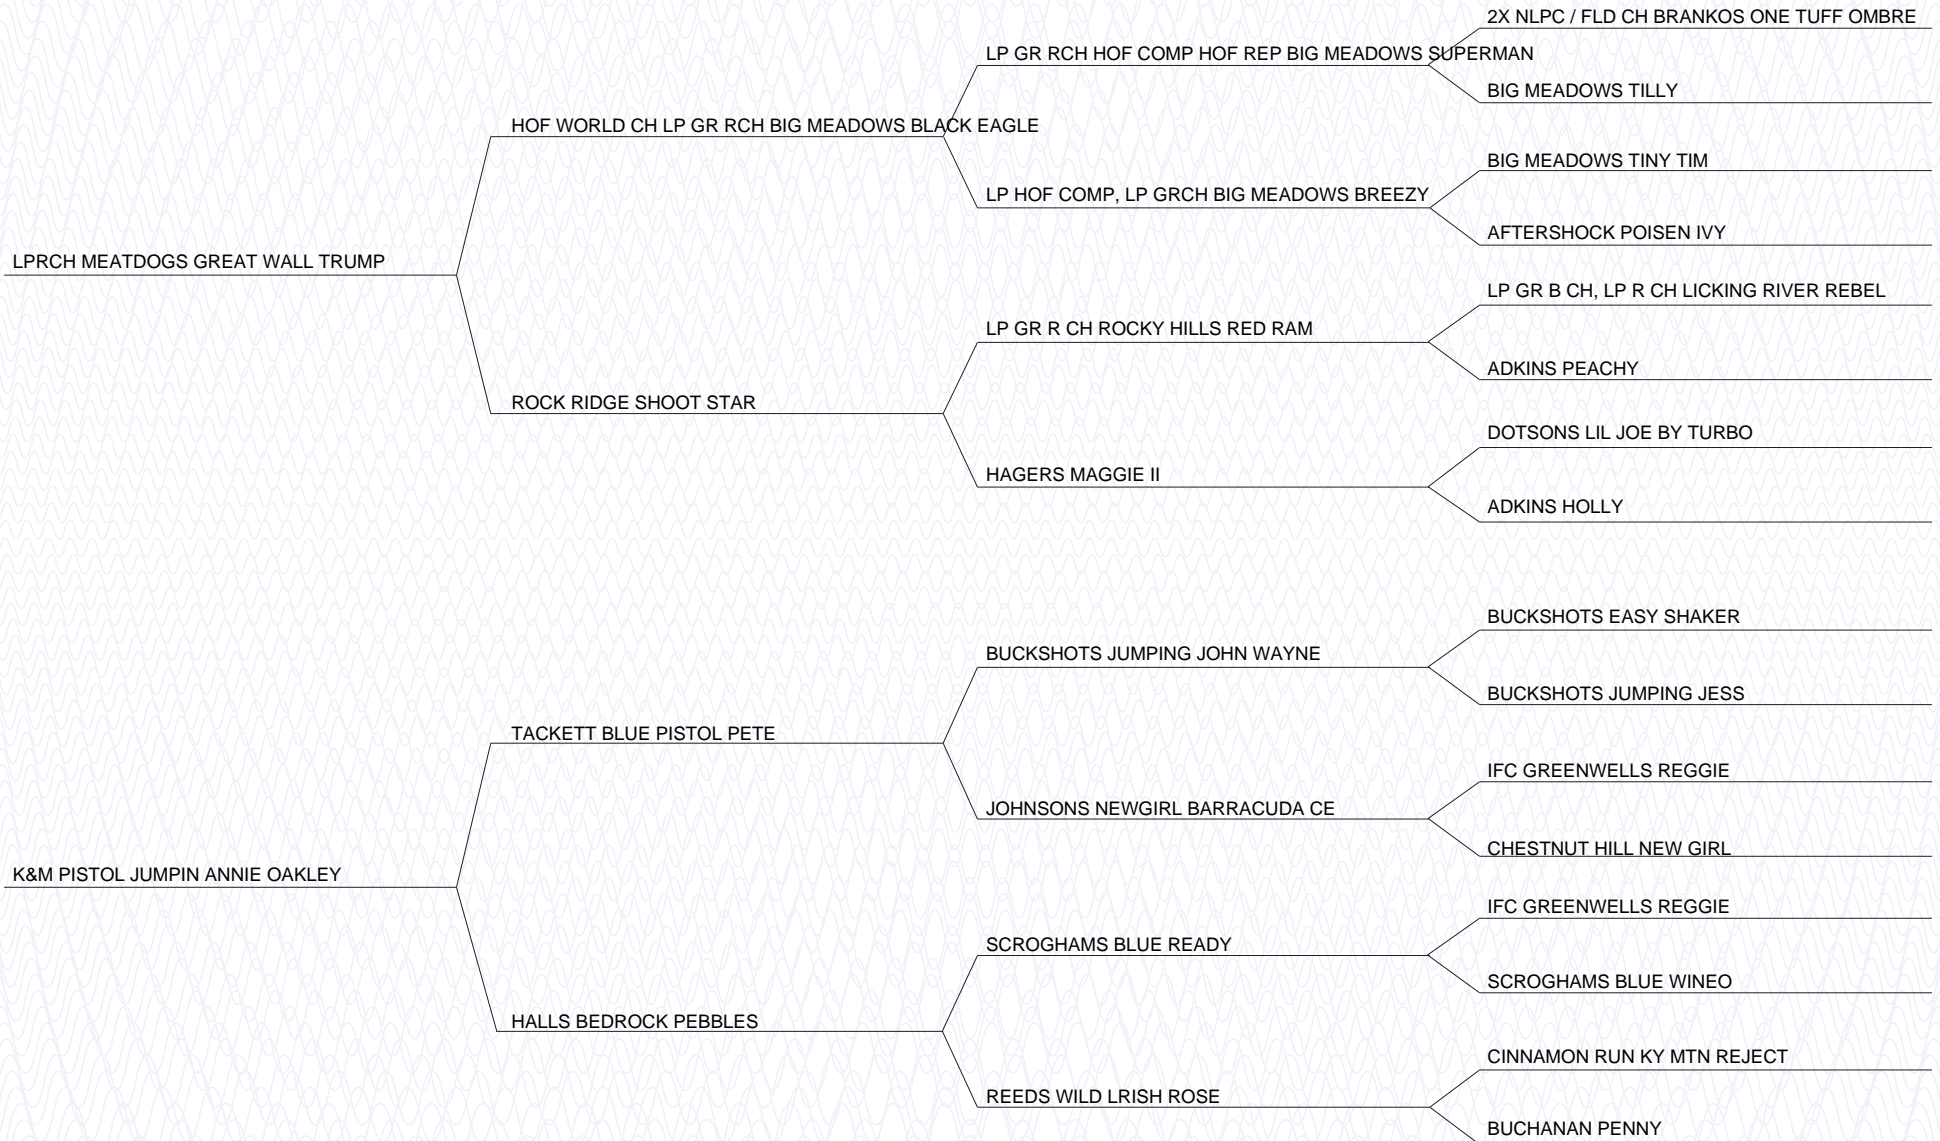 2X NLPC / FLD CH BRANKOS ONE TUFF OMBRE
LP GR RCH HOF COMP HOF REP BIG MEADOWS SUPERMAN
BIG MEADOWS TILLY
HOF WORLD CH LP GR RCH BIG MEADOWS BLACK EAGLE
BIG MEADOWS TINY TIM
LP HOF COMP, LP GRCH BIG MEADOWS BREEZY
AFTERSHOCK POISEN IVY
LPRCH MEATDOGS GREAT WALL TRUMP
LP GR B CH, LP R CH LICKING RIVER REBEL
LP GR R CH ROCKY HILLS RED RAM
ADKINS PEACHY
ROCK RIDGE SHOOT STAR
DOTSONS LIL JOE BY TURBO
HAGERS MAGGIE II
ADKINS HOLLY
BUCKSHOTS EASY SHAKER
BUCKSHOTS JUMPING JOHN WAYNE
BUCKSHOTS JUMPING JESS
TACKETT BLUE PISTOL PETE
IFC GREENWELLS REGGIE
JOHNSONS NEWGIRL BARRACUDA CE
CHESTNUT HILL NEW GIRL
K&M PISTOL JUMPIN ANNIE OAKLEY
IFC GREENWELLS REGGIE
SCROGHAMS BLUE READY
SCROGHAMS BLUE WINEO
HALLS BEDROCK PEBBLES
CINNAMON RUN KY MTN REJECT
REEDS WILD LRISH ROSE
BUCHANAN PENNY